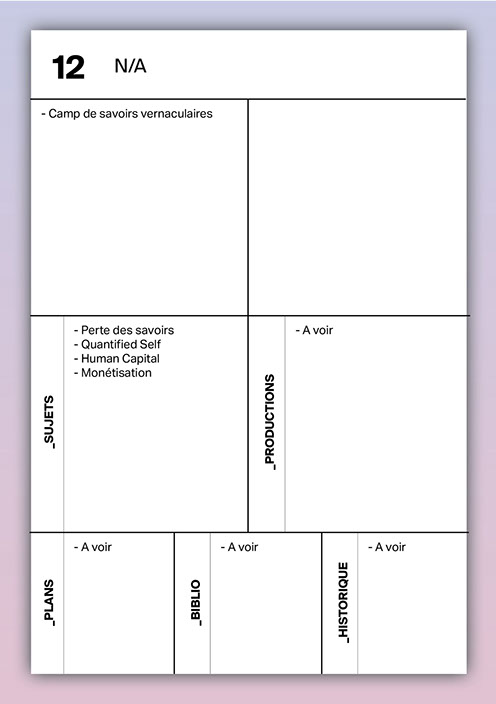 12 N/A
- Camp de savoirs vernaculaires
_SUJETS
- Perte des savoirs
- Quantified Self
- Human Capital
- Monétisation
_PRODUCTIONS
- A voir
_PLANS
- A voir
_BIBLIO
- A voir
_HISTORIQUE
- A voir